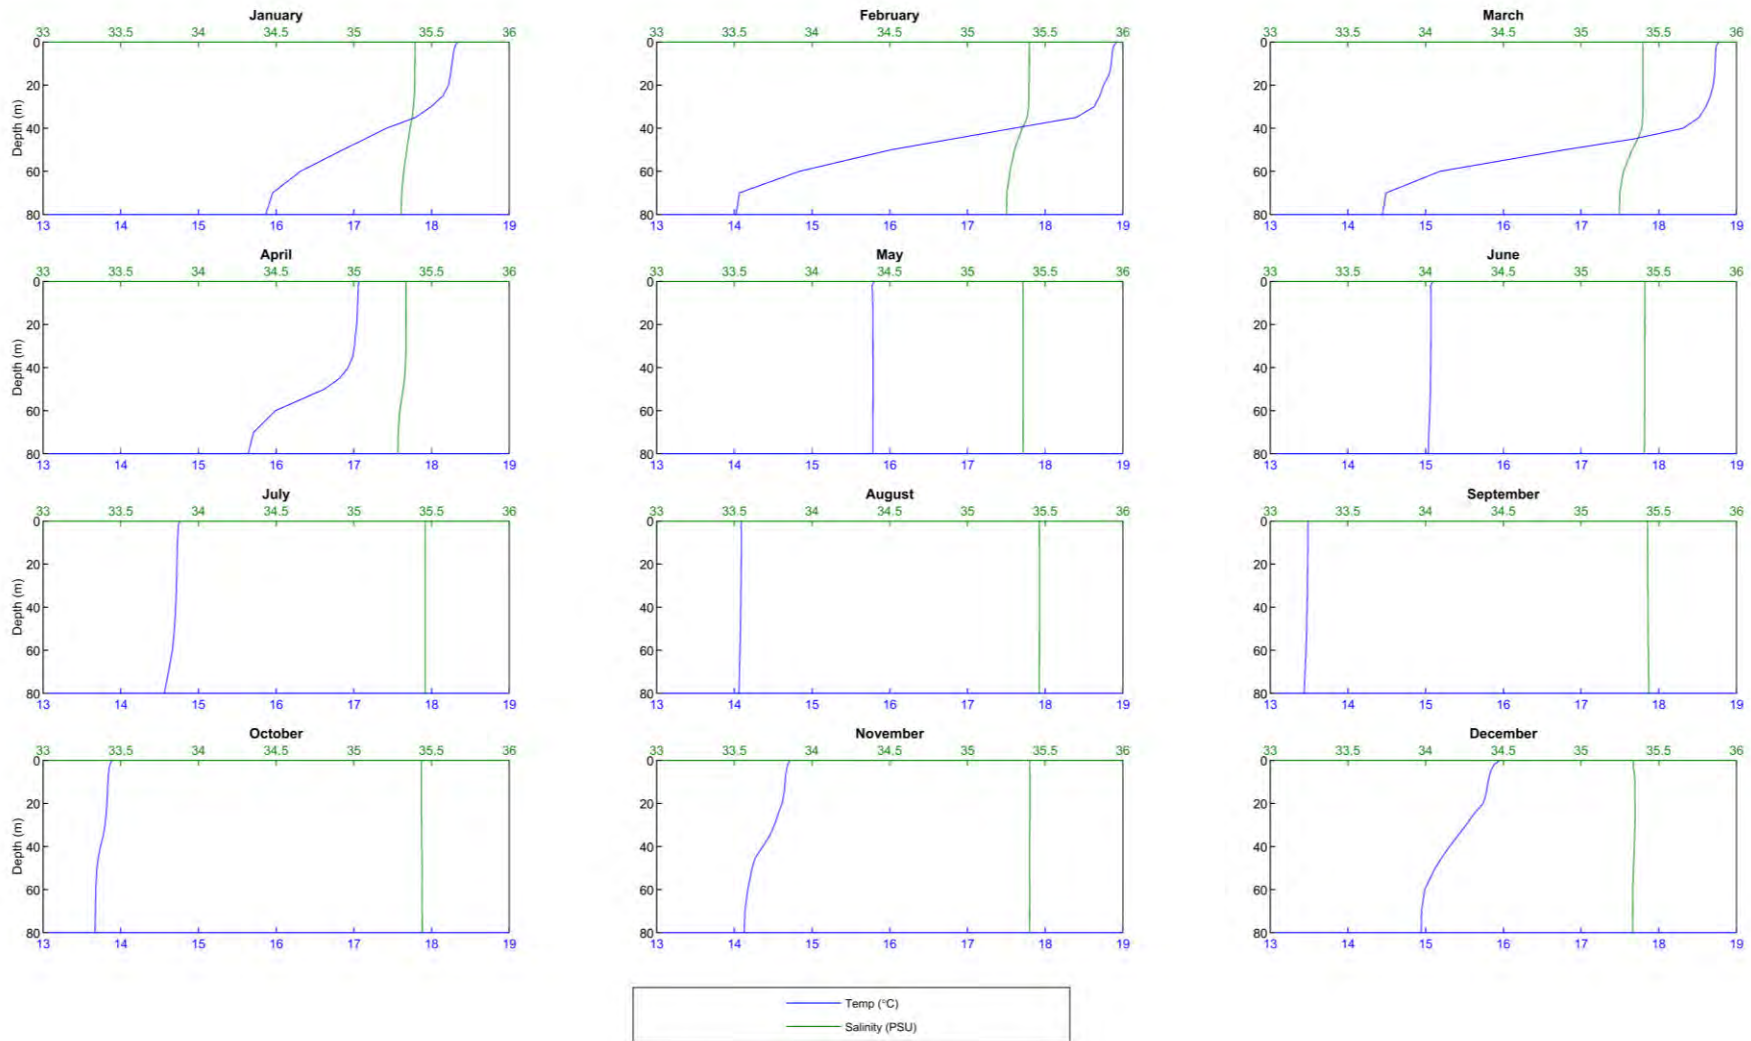 January February March
33 33.5 34 34.5 35 35.5 36 33 33.5 34 34.5 35 35.5 36 33 33.5 34 34.5 35 35.5 36
0 0 0
20 20 20
40 40 40
60 60 60
80 80 80
Depth (m)
13 14 15 16 17 18 19 13 14 15 16 17 18 19 13 14 15 16 17 18 19
April May June
33 33.5 34 34.5 35 35.5 36 33 33.5 34 34.5 35 35.5 36 33 33.5 34 34.5 35 35.5 36
0 0 0
20 20 20
40 40 40
60 60 60
80 80 80
Depth (m)
13 14 15 16 17 18 19 13 14 15 16 17 18 19 13 14 15 16 17 18 19
July August September
33 33.5 34 34.5 35 35.5 36 33 33.5 34 34.5 35 35.5 36 33 33.5 34 34.5 35 35.5 36
0 0 0
20 20 20
40 40 40
60 60 60
80 80 80
Depth (m)
13 14 15 16 17 18 19 13 14 15 16 17 18 19 13 14 15 16 17 18 19
October November December
33 33.5 34 34.5 35 35.5 36 33 33.5 34 34.5 35 35.5 36 33 33.5 34 34.5 35 35.5 36
0 0 0
20 20 20
40 40 40
60 60 60
80 80 80
Depth (m)
13 14 15 16 17 18 19 13 14 15 16 17 18 19 13 14 15 16 17 18 19
Temp (°C)
Salinity (PSU)